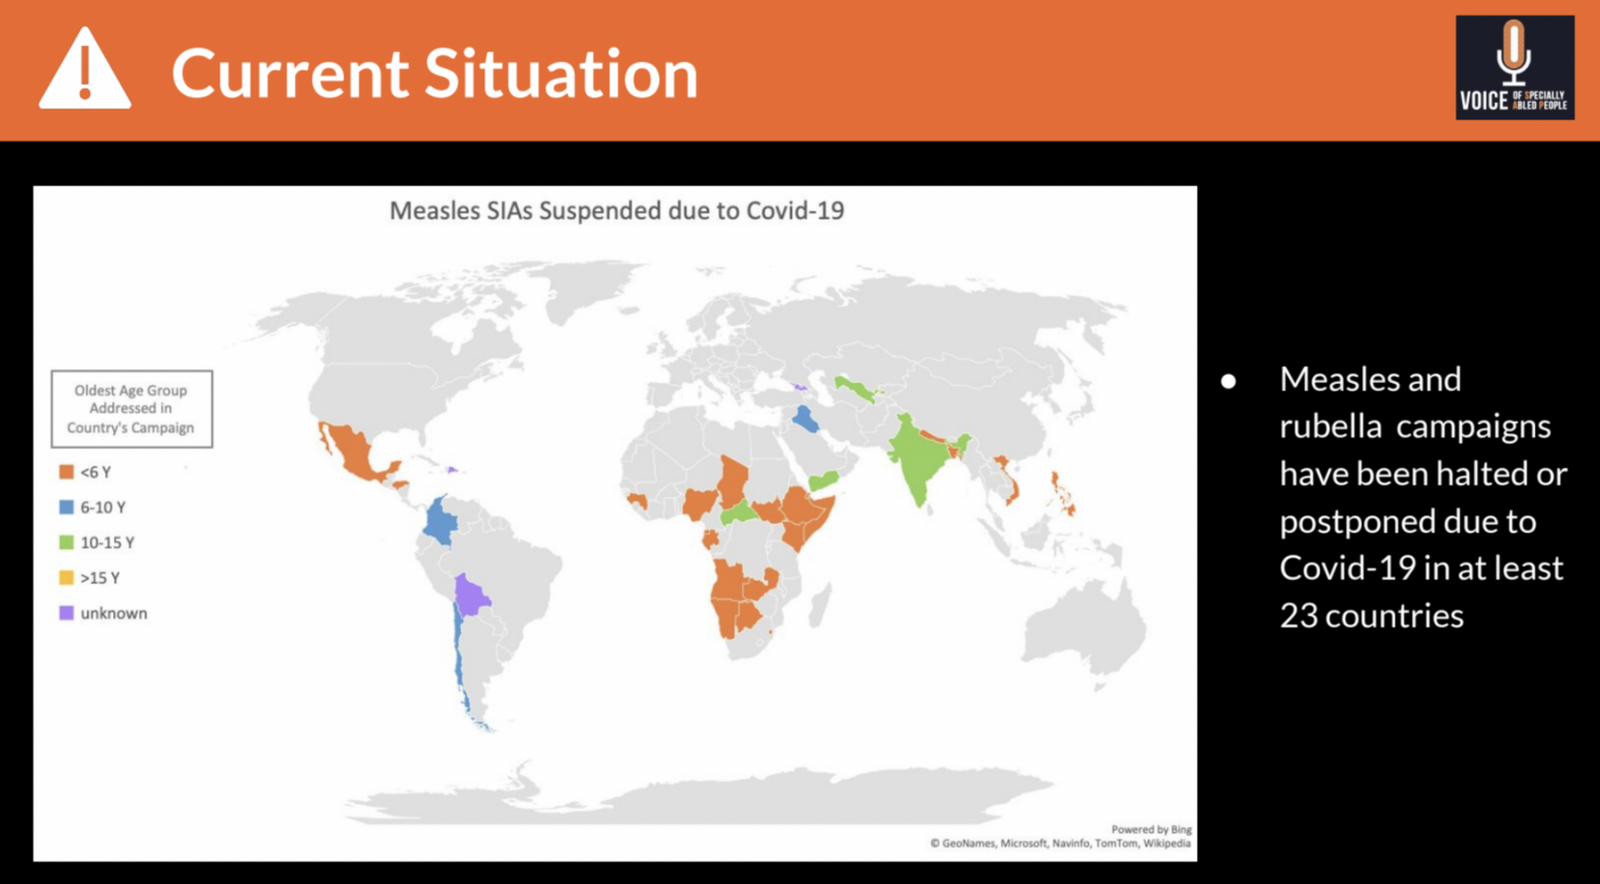 Current Situation
VOICE OF SPECIALLY
ABLED PEOPLE
Measles SIAs Suspended due to Covid-19
Oldest Age Group
Addressed in
Country's Campaign
<6 Y
6-10 Y
10-15 Y
>15 Y
unknown
Powered by Bing
© GeoNames, Microsoft, Navinfo, TomTom, Wikipedia
● Measles and
rubella campaigns
have been halted or
postponed due to
Covid-19 in at least
23 countries